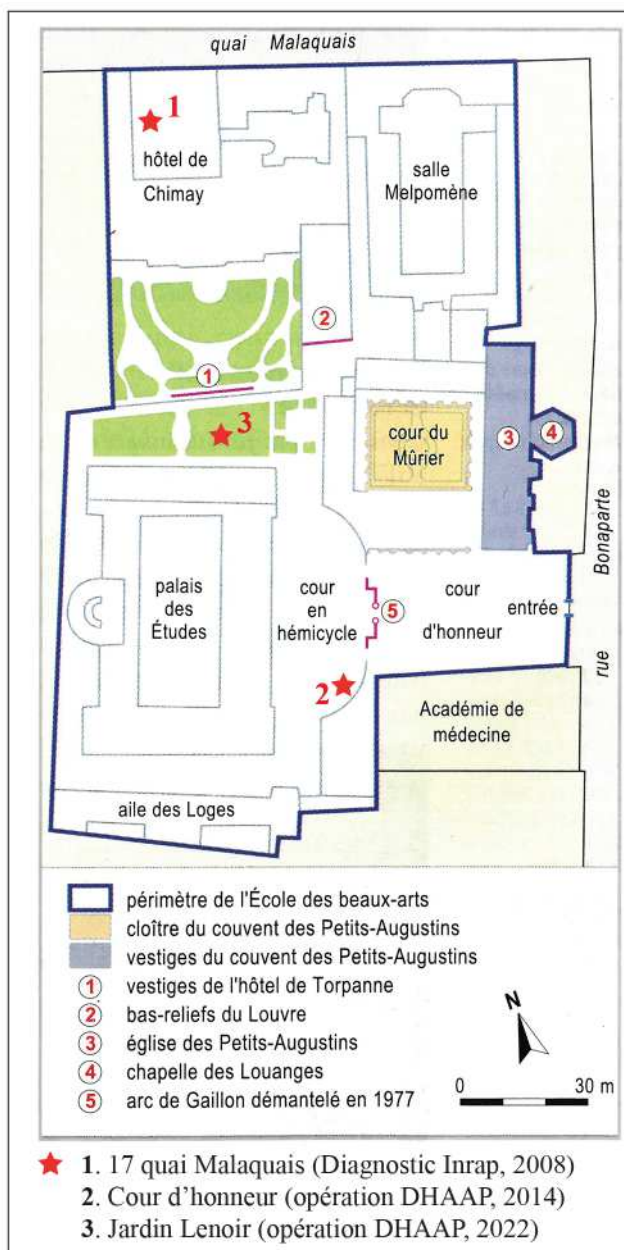 quai Malaquais
1
hôtel de
Chimay
salle
Melpomène
2
1
3
cour du
Mûrier
3
4
Bonaparte
palais
des
Études
cour
en
hémicycle
5
cour
d'honneur
entrée
rue
2
Académie de
médecine
aile des Loges
périmètre de l'École des beaux-arts
cloître du couvent des Petits-Augustins
vestiges du couvent des Petits-Augustins
1 vestiges de l'hôtel de Torpanne
2 bas-reliefs du Louvre
3 église des Petits-Augustins
4 chapelle des Louanges
5 arc de Gaillon démantelé en 1977
N
0 30 m
1. 17 quai Malaquais (Diagnostic Inrap, 2008)
2. Cour d'honneur (opération DHAAP, 2014)
3. Jardin Lenoir (opération DHAAP, 2022)